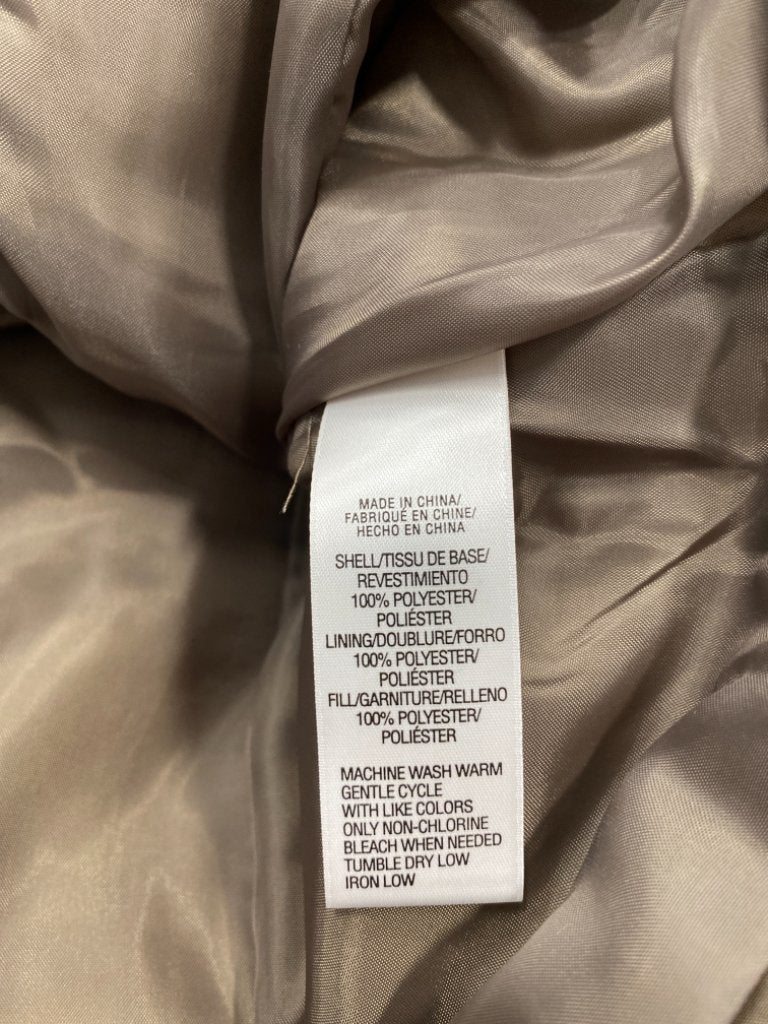 MADE IN CHINA/
FABRIQUÉ EN CHINE/
HECHO EN CHINA
SHELL/TISSU DE BASE/
REVESTIMIENTO
100% POLYESTER/
POLIÉSTER
LINING/DOUBLURE/FORRO
100% POLYESTER/
POLIÉSTER
FILL/GARNITURE/RELLENO
100% POLYESTER/
POLIÉSTER
MACHINE WASH WARM
GENTLE CYCLE
WITH LIKE COLORS
ONLY NON-CHLORINE
BLEACH WHEN NEEDED
TUMBLE DRY LOW
IRON LOW